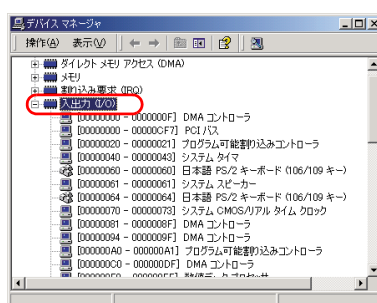 デバイス マネージャ
操作(A) 表示(V)
ダイレクト メモリ アクセス (DMA)
メモリ
割り込み要求 (IRQ)
入出力 (I/O)
[00000000 - 0000000F] DMA コントローラ
[00000000 - 00000CF7] PCI バス
[00000020 - 00000021] プログラム可能割り込みコントローラ
[00000040 - 00000043] システム タイマ
[00000060 - 00000060] 日本語 PS/2 キーボード (106/109 キー)
[00000061 - 00000061] システム スピーカー
[00000064 - 00000064] 日本語 PS/2 キーボード (106/109 キー)
[00000070 - 00000073] システム CMOS/リアル タイム クロック
[00000081 - 0000008F] DMA コントローラ
[00000094 - 0000009F] DMA コントローラ
[000000A0 - 000000A1] プログラム可能割り込みコントローラ
[000000C0 - 000000DF] DMA コントローラ